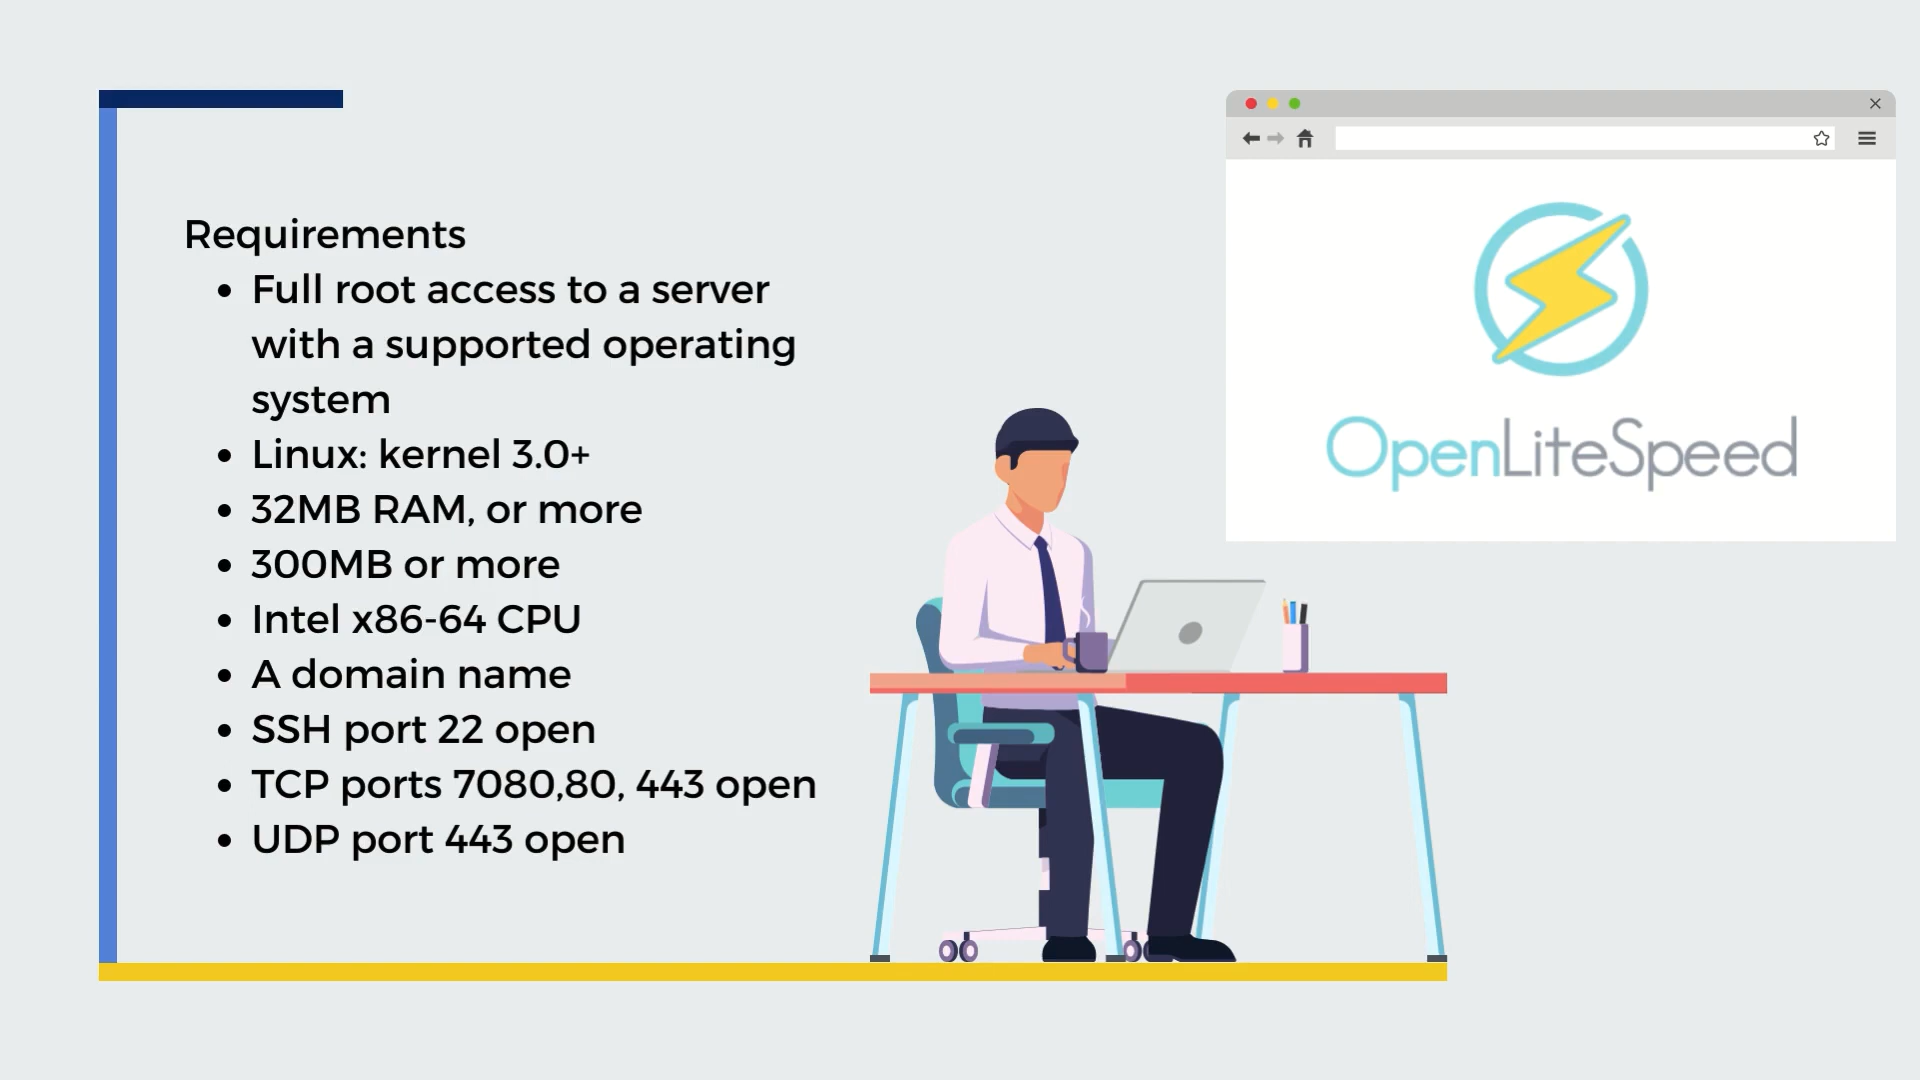 Requirements
• Full root access to a server
with a supported operating
system
• Linux: kernel 3.0+
• 32MB RAM, or more
• 300MB or more
• Intel x86-64 CPU
• A domain name
• SSH port 22 open
• TCP ports 7080,80, 443 open
• UDP port 443 open
OpenLiteSpeed